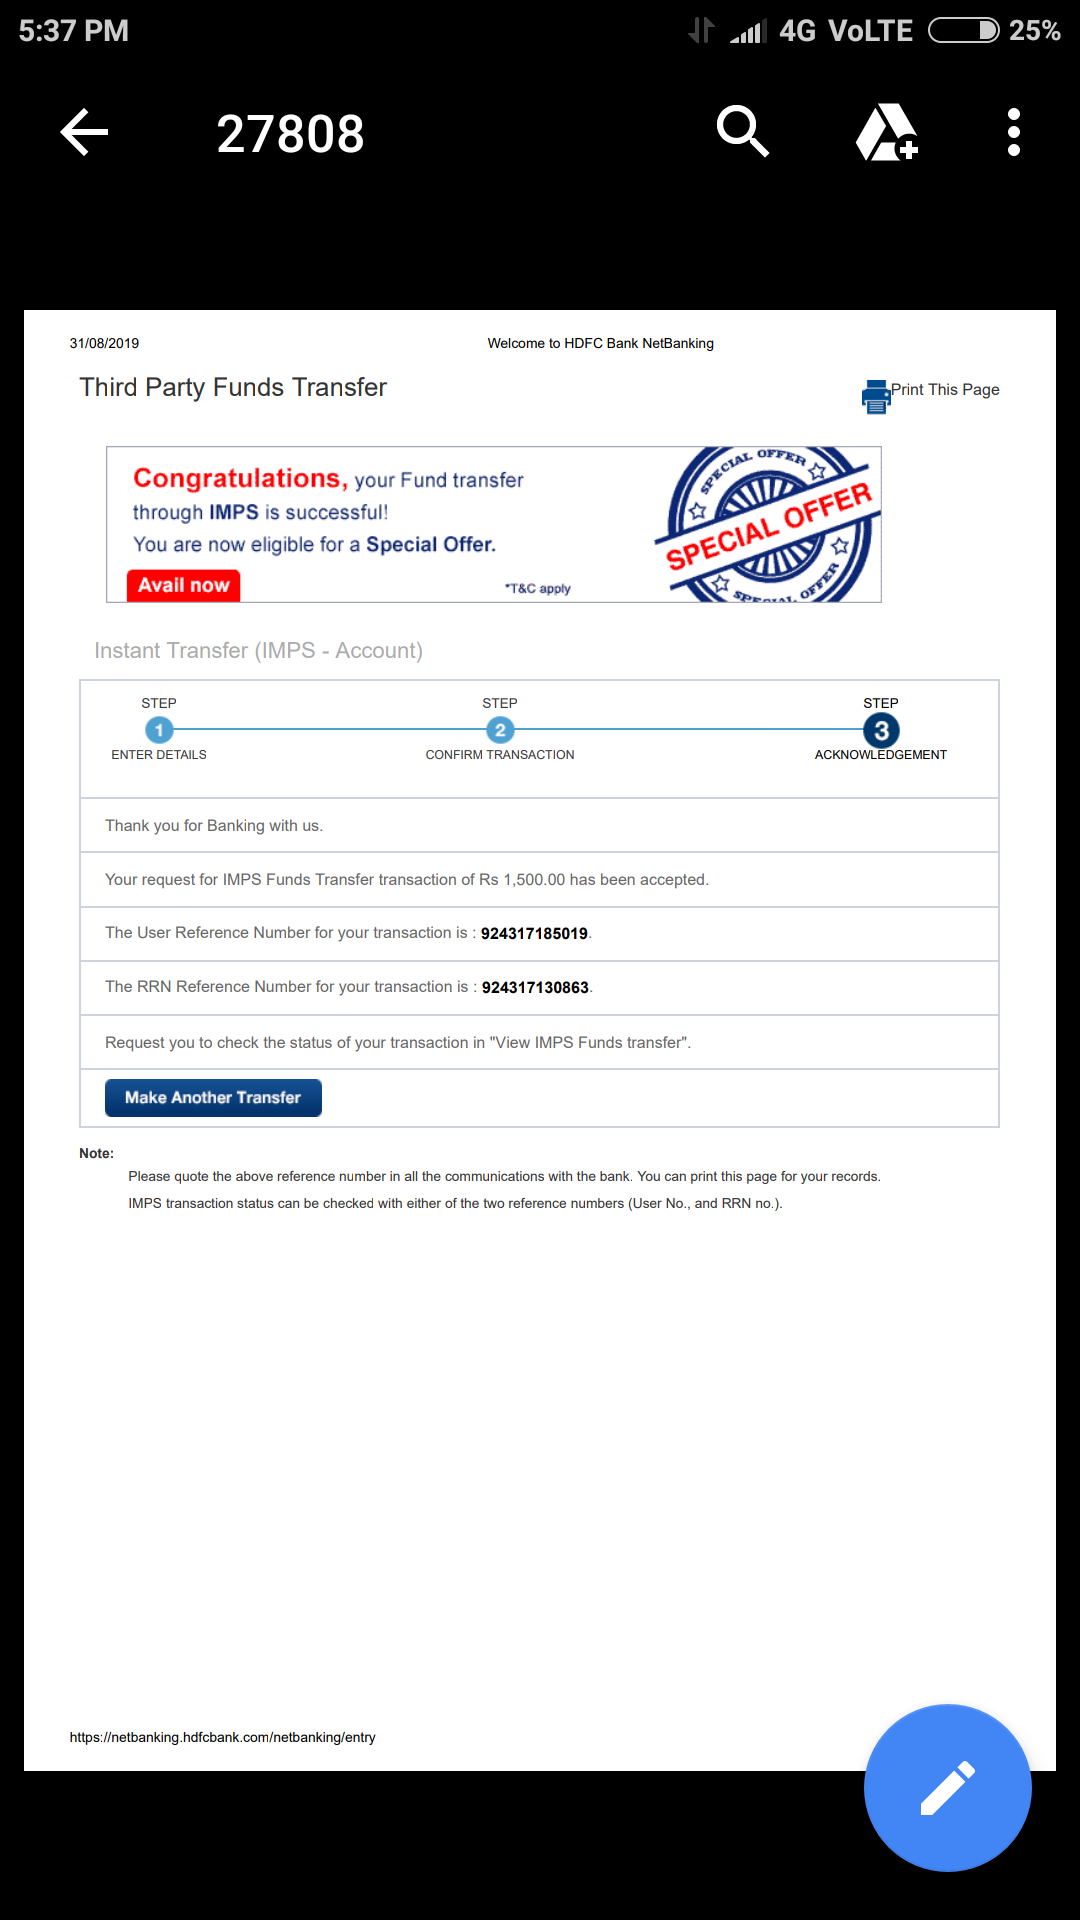 5:37 PM
4G VoLTE 25%
27808
31/08/2019 Welcome to HDFC Bank NetBanking
Third Party Funds Transfer
Print This Page
Congratulations, your Fund transfer
through IMPS is successful!
You are now eligible for a Special Offer.
Avail now
*T&C apply
SPECIAL OFFER
SPECIAL OFFER
SPECIAL OFFER
Instant Transfer (IMPS - Account)
STEP STEP STEP
1 2 3
ENTER DETAILS CONFIRM TRANSACTION ACKNOWLEDGEMENT
Thank you for Banking with us.
Your request for IMPS Funds Transfer transaction of Rs 1,500.00 has been accepted.
The User Reference Number for your transaction is : 924317185019.
The RRN Reference Number for your transaction is : 924317130863.
Request you to check the status of your transaction in "View IMPS Funds transfer".
Make Another Transfer
Note:
Please quote the above reference number in all the communications with the bank. You can print this page for your records.
IMPS transaction status can be checked with either of the two reference numbers (User No., and RRN no.).
https://netbanking.hdfcbank.com/netbanking/entry